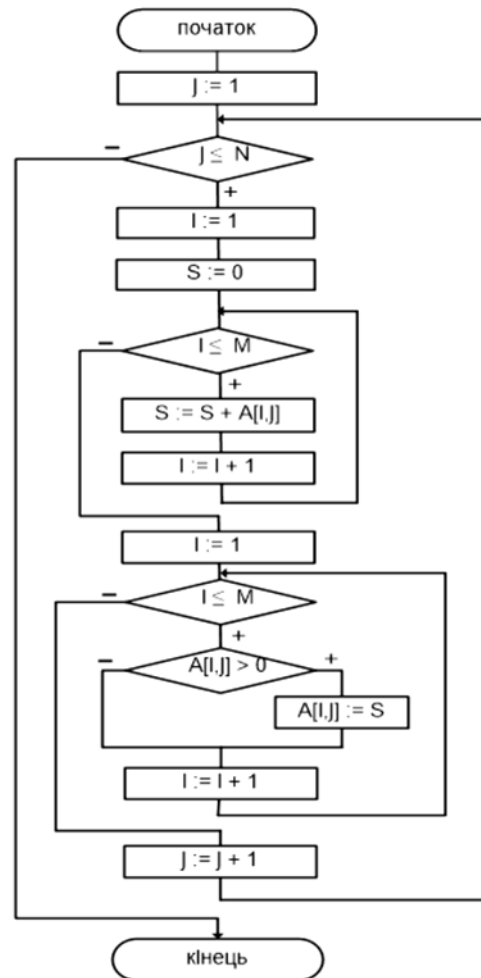 початок
J := 1
J ≤ N
–
+
I := 1
S := 0
I ≤ M
–
+
S := S + A[I,J]
I := I + 1
I := 1
I ≤ M
–
+
A[I,J] > 0
–
+
A[I,J] := S
I := I + 1
J := J + 1
кІнець